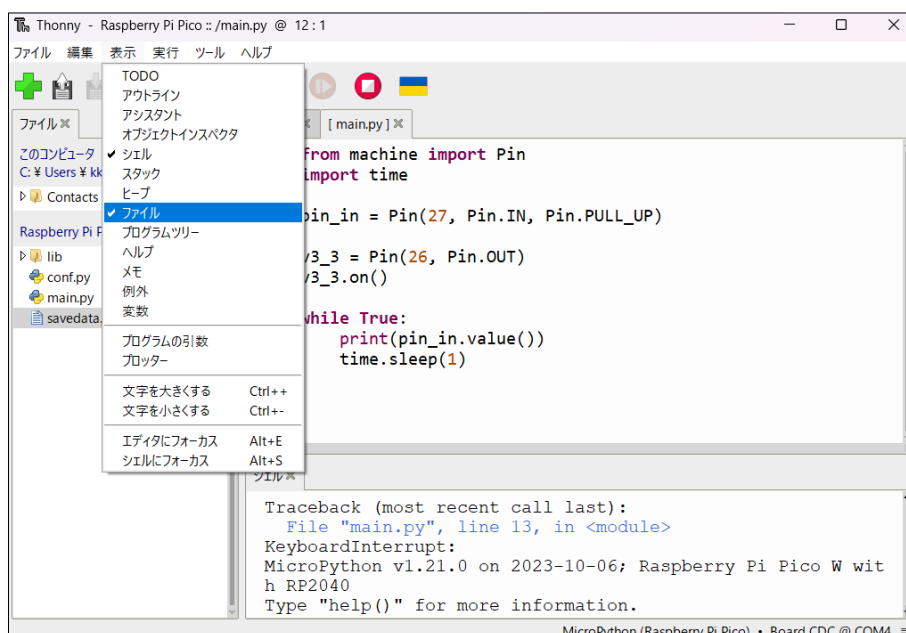 Thonny - Raspberry Pi Pico :: /main.py @ 12 : 1
ファイル 編集 表示 実行 ツール ヘルプ
TODO
アウトライン
アシスタント
オブジェクトインスペクタ
✓ シェル
スタック
ヒープ
✓ ファイル
プログラムツリー
ヘルプ
メモ
例外
変数
プログラムの引数
プロッター
文字を大きくする Ctrl++
文字を小さくする Ctrl+-
エディタにフォーカス Alt+E
シェルにフォーカス Alt+S
ファイル
このコンピュータ
C: ¥ Users ¥ kk
Contacts
Raspberry Pi P
lib
conf.py
main.py
savedata.
[ main.py ]
from machine import Pin
import time
pin_in = Pin(27, Pin.IN, Pin.PULL_UP)
v3_3 = Pin(26, Pin.OUT)
v3_3.on()
while True:
print(pin_in.value())
time.sleep(1)
シェル
Traceback (most recent call last):
File "main.py", line 13, in <module>
KeyboardInterrupt:
MicroPython v1.21.0 on 2023-10-06; Raspberry Pi Pico W wit
h RP2040
Type "help()" for more information.
MicroPython (Raspberry Pi Pico) • Board CDC @ COM4